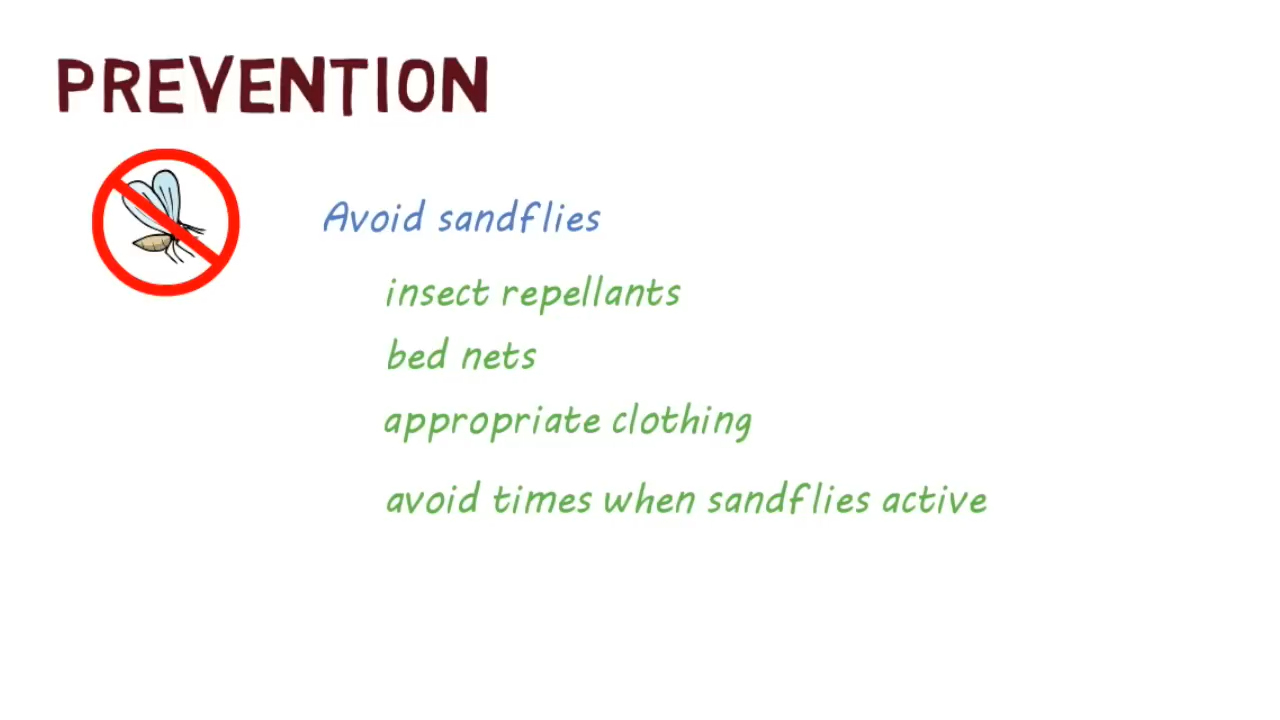 PREVENTION
Avoid sandflies
insect repellants
bed nets
appropriate clothing
avoid times when sandflies active